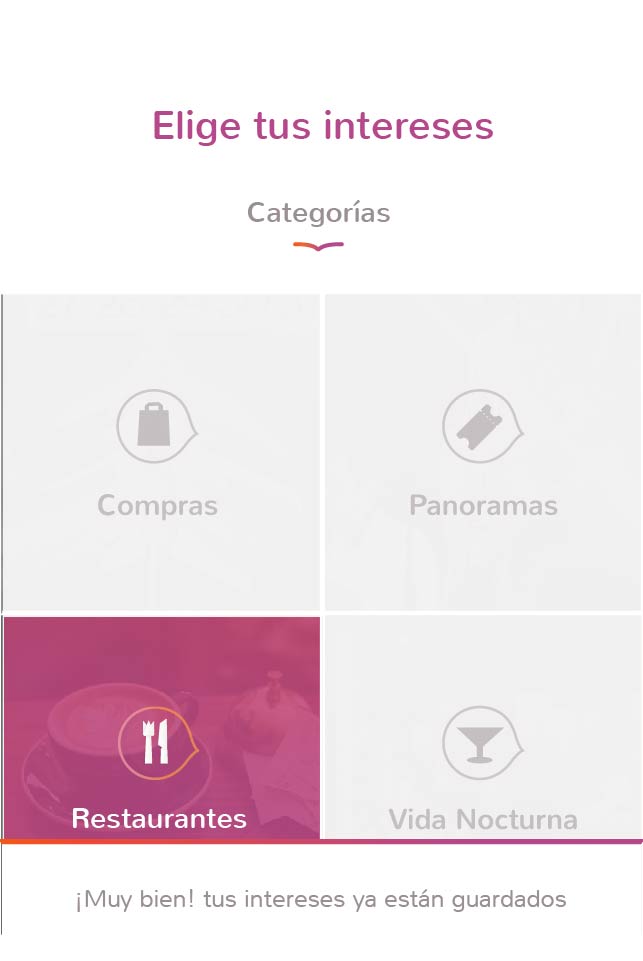 Elige tus intereses
Categorías
Compras
Panoramas
Restaurantes
Vida Nocturna
¡Muy bien! tus intereses ya están guardados